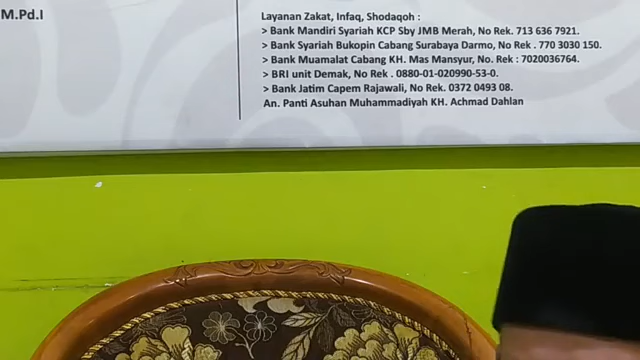 M.Pd.I
Layanan Zakat, Infaq, Shodaqoh :
> Bank Mandiri Syariah KCP Sby JMB Merah, No Rek. 713 636 7921.
> Bank Syariah Bukopin Cabang Surabaya Darmo, No Rek . 770 3030 150.
> Bank Muamalat Cabang KH. Mas Mansyur, No. Rek : 7020036764.
> BRI unit Demak, No Rek . 0880-01-020990-53-0.
> Bank Jatim Capem Rajawali, No Rek. 0372 0493 08.
An. Panti Asuhan Muhammadiyah KH. Achmad Dahlan